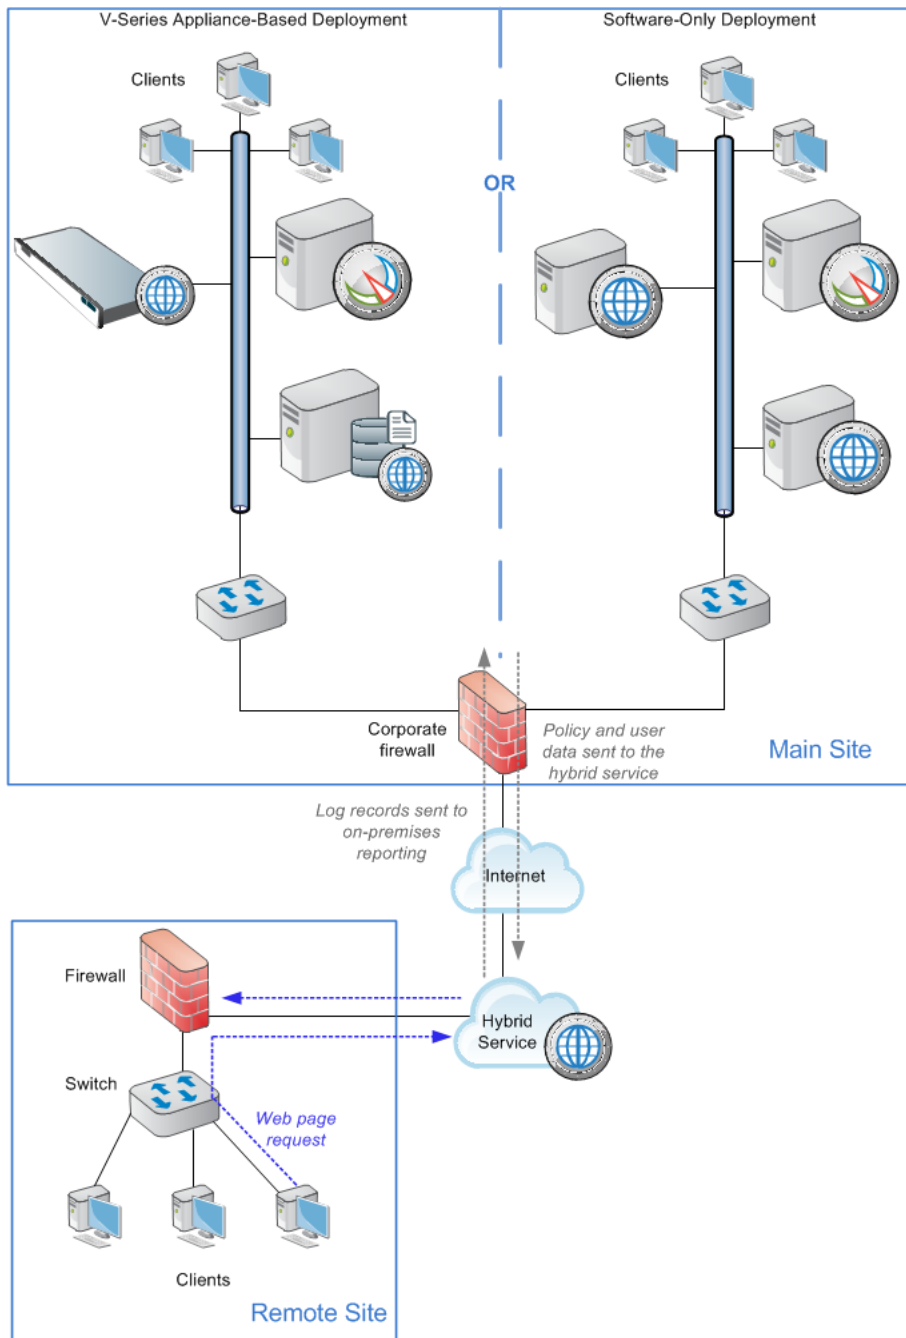 V-Series Appliance-Based Deployment
Software-Only Deployment
Clients
Clients
OR
Corporate
firewall
Policy and user
data sent to the
hybrid service
Main Site
Log records sent to
on-premises
reporting
Internet
Firewall
Hybrid
Service
Switch
Web page
request
Clients
Remote Site